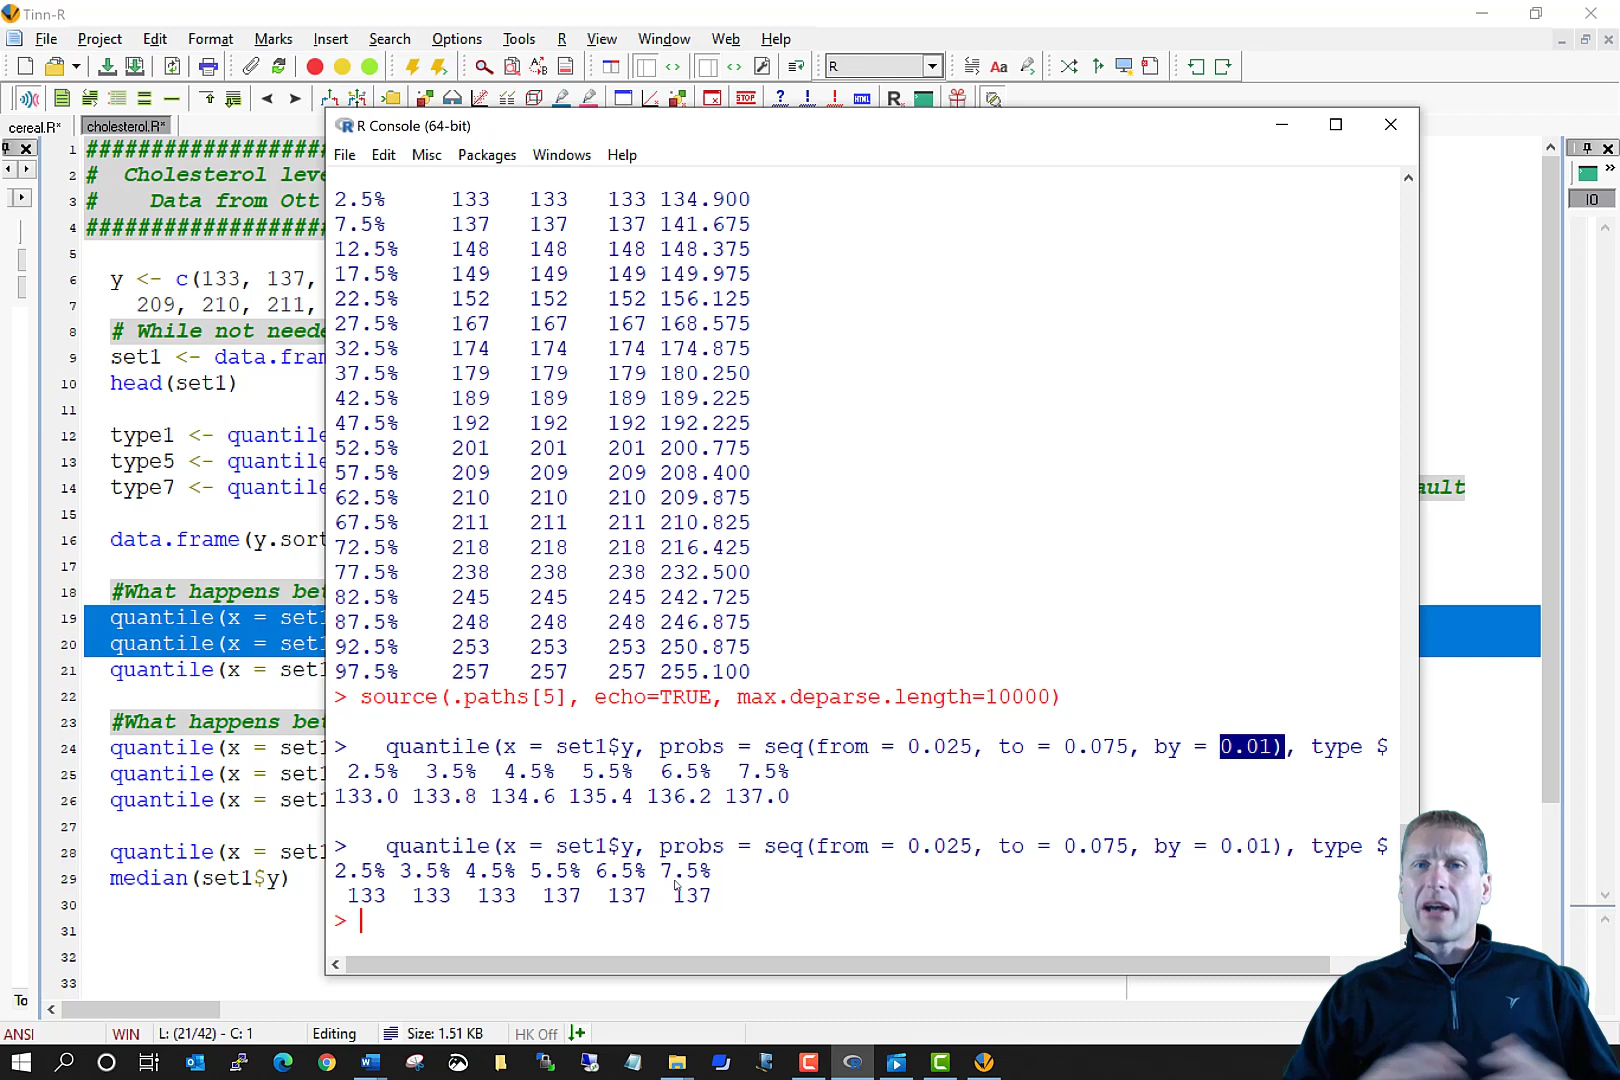 Tinn-R
File Project Edit Format Marks Insert Search Options Tools R View Window Web Help
R
cereal.R* cholesterol.R*
1 ####################
2 # Cholesterol leve
3 # Data from Ott
4 ####################
5
6 y <- c(133, 137,
7 209, 210, 211,
8 # While not neede
9 set1 <- data.fram
10 head(set1)
11
12 type1 <- quantile
13 type5 <- quantile
14 type7 <- quantile
ault
15
16 data.frame(y.sort
17
18 #What happens bet
19 quantile(x = set1
20 quantile(x = set1
21 quantile(x = set1
22
23 #What happens bet
24 quantile(x = set1
25 quantile(x = set1
26 quantile(x = set1
27
28 quantile(x = set1
29 median(set1$y)
30
31
32
33
To
IO
R Console (64-bit)
File Edit Misc Packages Windows Help
2.5% 133 133 133 134.900
7.5% 137 137 137 141.675
12.5% 148 148 148 148.375
17.5% 149 149 149 149.975
22.5% 152 152 152 156.125
27.5% 167 167 167 168.575
32.5% 174 174 174 174.875
37.5% 179 179 179 180.250
42.5% 189 189 189 189.225
47.5% 192 192 192 192.225
52.5% 201 201 201 200.775
57.5% 209 209 209 208.400
62.5% 210 210 210 209.875
67.5% 211 211 211 210.825
72.5% 218 218 218 216.425
77.5% 238 238 238 232.500
82.5% 245 245 245 242.725
87.5% 248 248 248 246.875
92.5% 253 253 253 250.875
97.5% 257 257 257 255.100
> source(.paths[5], echo=TRUE, max.deparse.length=10000)
> quantile(x = set1$y, probs = seq(from = 0.025, to = 0.075, by = 0.01), type $
2.5% 3.5% 4.5% 5.5% 6.5% 7.5%
133.0 133.8 134.6 135.4 136.2 137.0
> quantile(x = set1$y, probs = seq(from = 0.025, to = 0.075, by = 0.01), type $
2.5% 3.5% 4.5% 5.5% 6.5% 7.5%
133 133 133 137 137 137
>
ANSI WIN L: (21/42) - C: 1 Editing Size: 1.51 KB HK Off